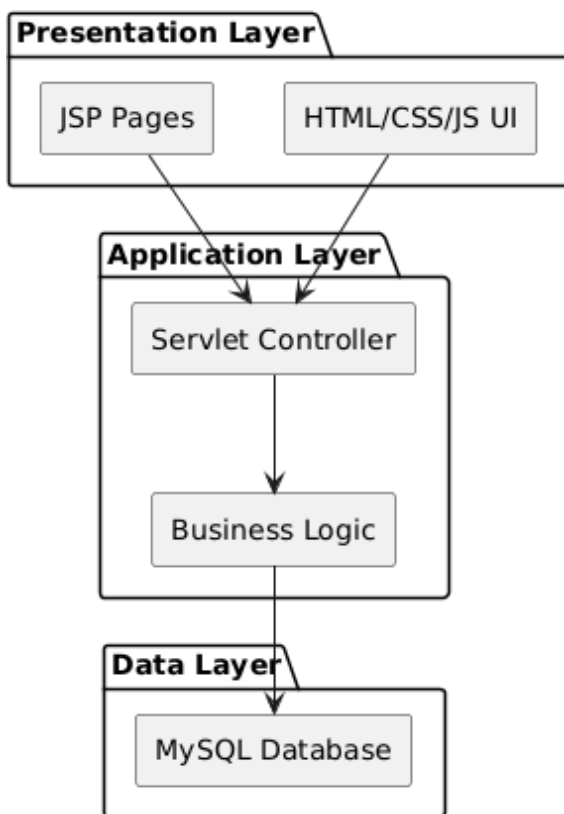 Presentation Layer
JSP Pages
HTML/CSS/JS UI
Application Layer
Servlet Controller
Business Logic
Data Layer
MySQL Database